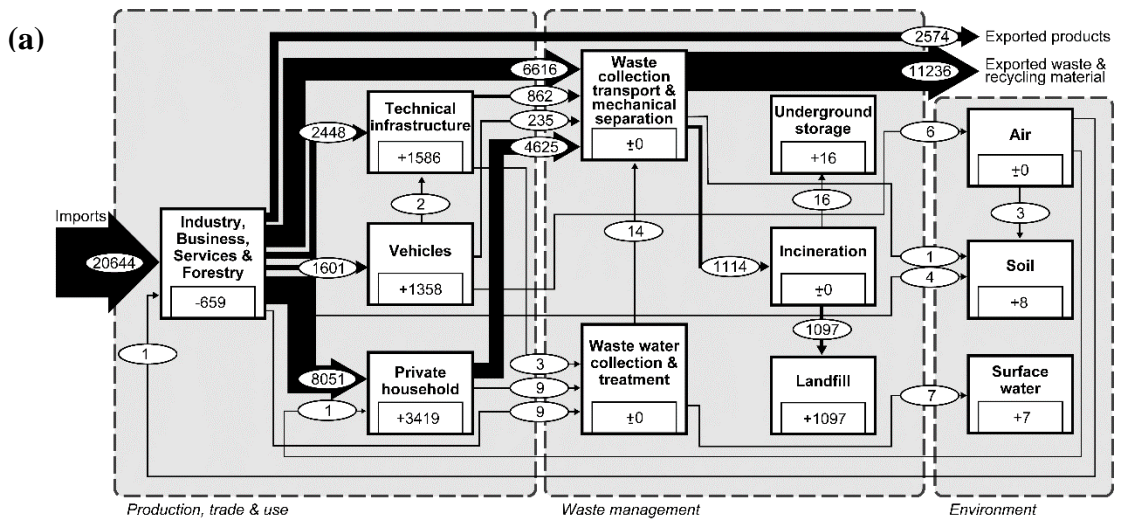 (a)
2574
Exported products
6616
Waste
collection
transport &
mechanical
separation
±0
11236
Exported waste &
recycling material
862
235
4625
Technical
infrastructure
+1586
2448
Underground
storage
+16
6
Air
±0
2
16
3
Imports
20644
Industry,
Business,
Services &
Forestry
-659
1601
Vehicles
+1358
14
1114
Incineration
±0
1
4
Soil
+8
1
1097
8051
Private
household
+3419
1
3
9
9
Waste water
collection &
treatment
±0
Landfill
+1097
7
Surface
water
+7
Production, trade & use
Waste management
Environment